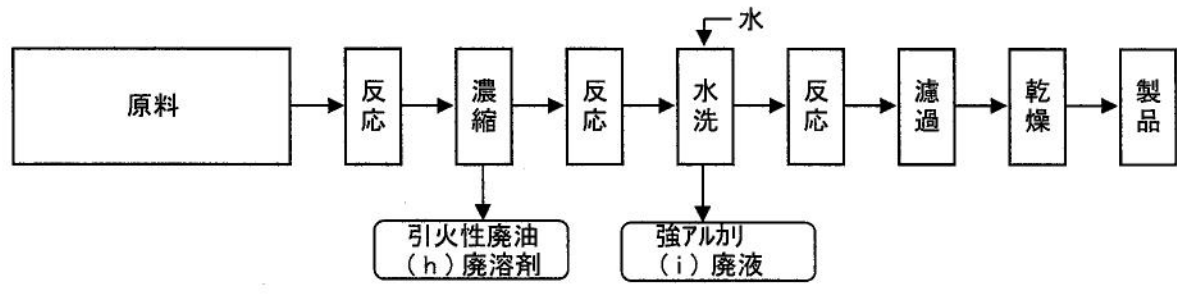 水
原料
反応
濃縮
反応
水洗
反応
濾過
乾燥
製品
引火性廃油
(h)廃溶剤
強アルカリ
(i)廃液